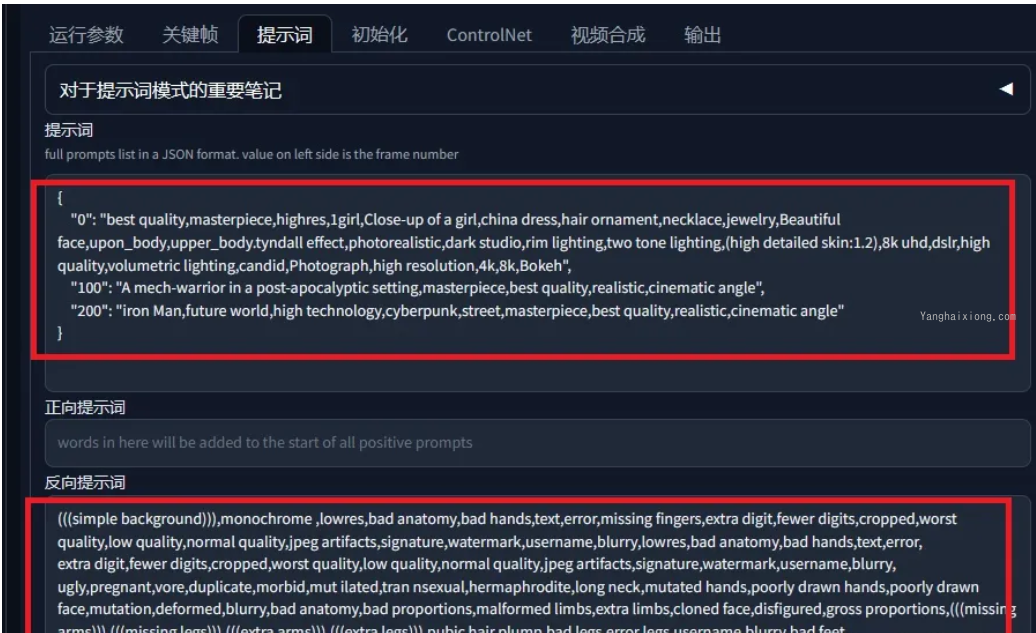 运行参数 关键帧 提示词 初始化 ControlNet 视频合成 输出
对于提示词模式的重要笔记
提示词
full prompts list in a JSON format. value on left side is the frame number
{
"0": "best quality,masterpiece,highres,1girl,Close-up of a girl,china dress,hair ornament,necklace,jewelry,Beautiful
face,upon_body,upper_body.tyndall effect,photorealistic,dark studio,rim lighting,two tone lighting,(high detailed skin:1.2),8k uhd,dslr,high
quality,volumetric lighting,candid,Photograph,high resolution,4k,8k,Bokeh",
"100": "A mech-warrior in a post-apocalyptic setting,masterpiece,best quality,realistic,cinematic angle",
"200": "iron Man,future world,high technology,cyberpunk,street,masterpiece,best quality,realistic,cinematic angle"
Yanghaixiong.com
}
正向提示词
words in here will be added to the start of all positive prompts
反向提示词
(((simple background))),monochrome ,lowres,bad anatomy,bad hands,text,error,missing fingers,extra digit,fewer digits,cropped,worst
quality,low quality,normal quality,jpeg artifacts,signature,watermark,username,blurry,lowres,bad anatomy,bad hands,text,error,
extra digit,fewer digits,cropped,worst quality,low quality,normal quality,jpeg artifacts,signature,watermark,username,blurry,
ugly,pregnant,vore,duplicate,morbid,mut ilated,tran nsexual,hermaphrodite,long neck,mutated hands,poorly drawn hands,poorly drawn
face,mutation,deformed,blurry,bad anatomy,bad proportions,malformed limbs,extra limbs,cloned face,disfigured,gross proportions,(((missing
arms))),(((missing legs))),(((extra arms))),(((extra legs))),pubic hair,plump,bad legs,error legs,username,blurry,bad feet